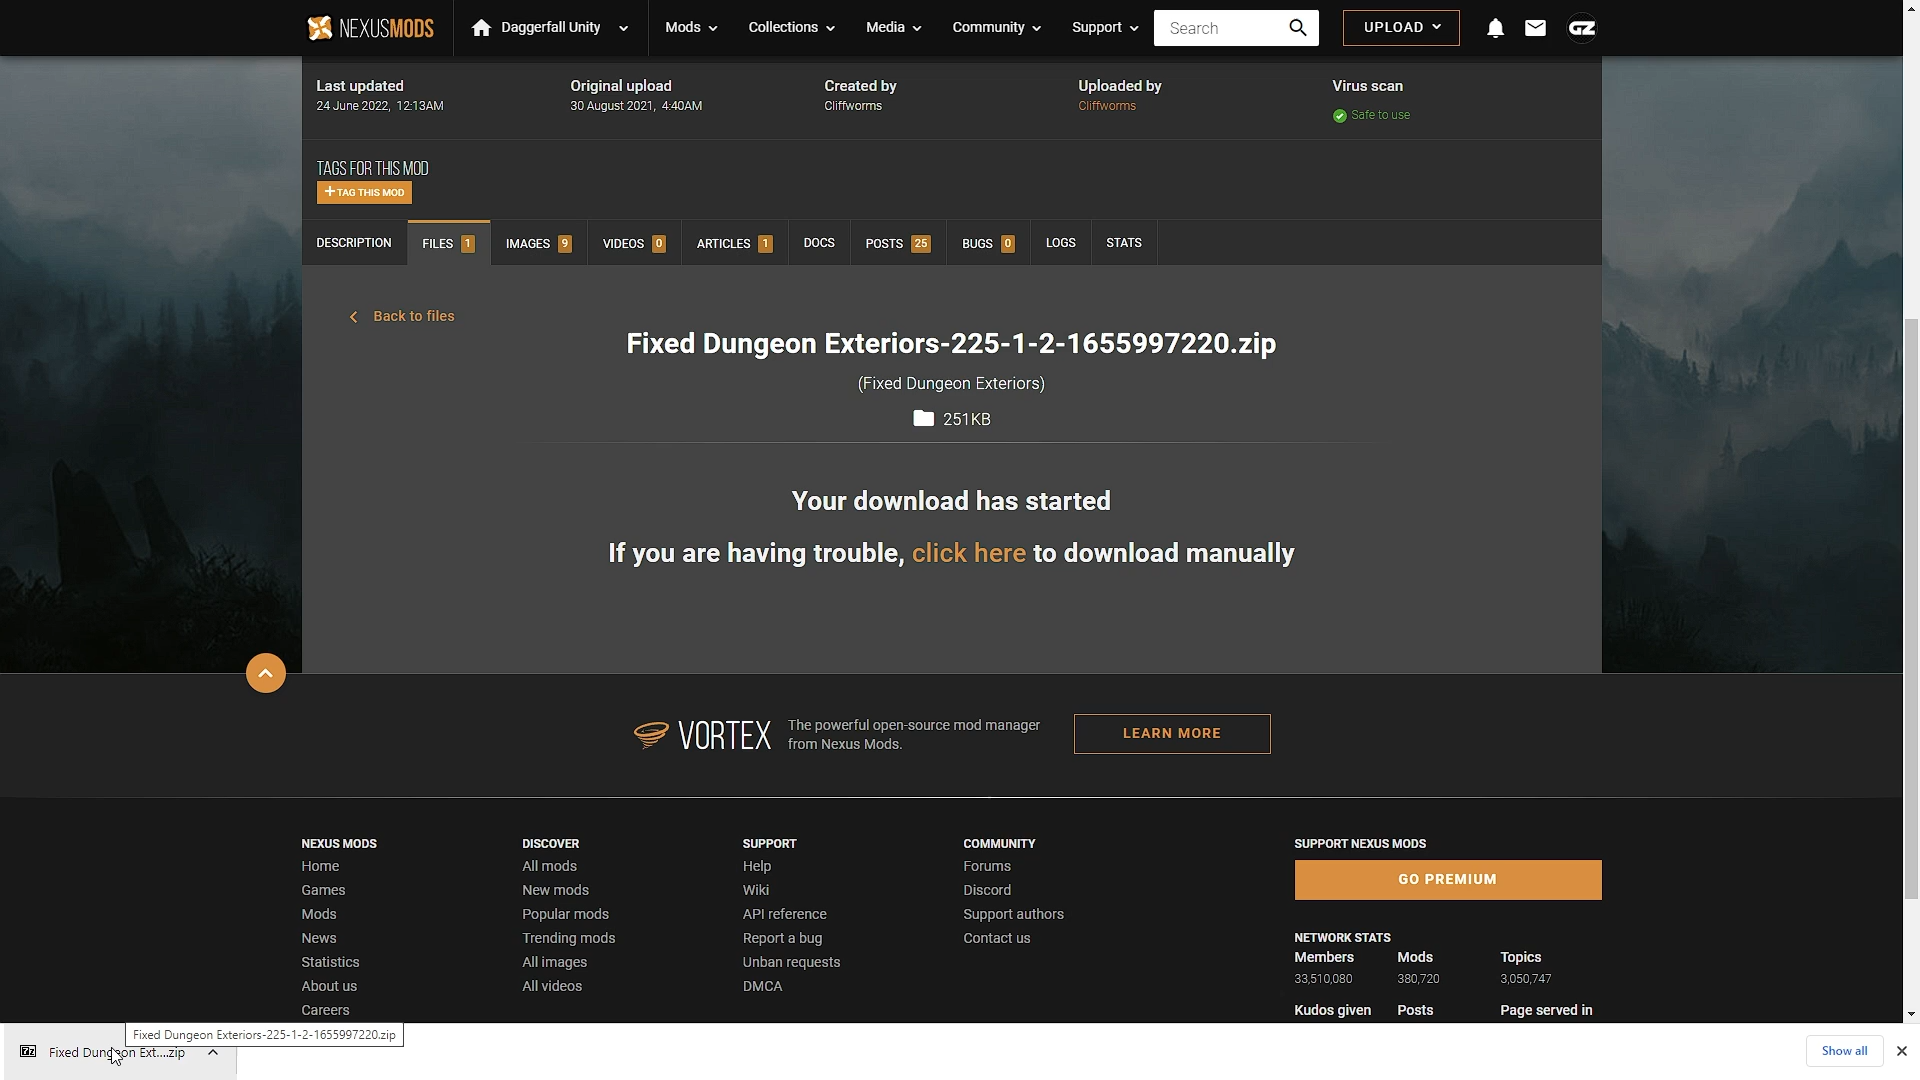 NEXUSMODS
Daggerfall Unity
Mods
Collections
Media
Community
Support
Search
UPLOAD
GZ
Last updated
24 June 2022, 12:13AM
Original upload
30 August 2021, 4:40AM
Created by
Cliffworms
Uploaded by
Cliffworms
Virus scan
Safe to use
TAGS FOR THIS MOD
+ TAG THIS MOD
DESCRIPTION
FILES 1
IMAGES 9
VIDEOS 0
ARTICLES 1
DOCS
POSTS 25
BUGS 0
LOGS
STATS
Back to files
Fixed Dungeon Exteriors-225-1-2-1655997220.zip
(Fixed Dungeon Exteriors)
251KB
Your download has started
If you are having trouble, click here to download manually
VORTEX
The powerful open-source mod manager
from Nexus Mods.
LEARN MORE
NEXUS MODS
Home
Games
Mods
News
Statistics
About us
Careers
DISCOVER
All mods
New mods
Popular mods
Trending mods
All images
All videos
SUPPORT
Help
Wiki
API reference
Report a bug
Unban requests
DMCA
COMMUNITY
Forums
Discord
Support authors
Contact us
SUPPORT NEXUS MODS
GO PREMIUM
NETWORK STATS
Members
33,510,080
Mods
380,720
Topics
3,050,747
Kudos given
Posts
Page served in
Fixed Dungeon Exteriors-225-1-2-1655997220.zip
7z
Fixed Dungeon Ext....zip
Show all